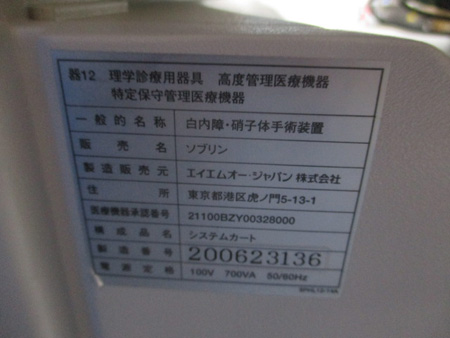 器12 理学診療用器具 高度管理医療機器
特定保守管理医療機器
一般的名称 白内障・硝子体手術装置
販売名 ソブリン
製造販売元 エイエムオー・ジャパン 株式会社
住所 東京都港区虎ノ門5-13-1
医療機器承認番号 21100BZY00328000
構成品名 システムカート
製造番号 200623136
電源定格 100V 700VA 50/60Hz